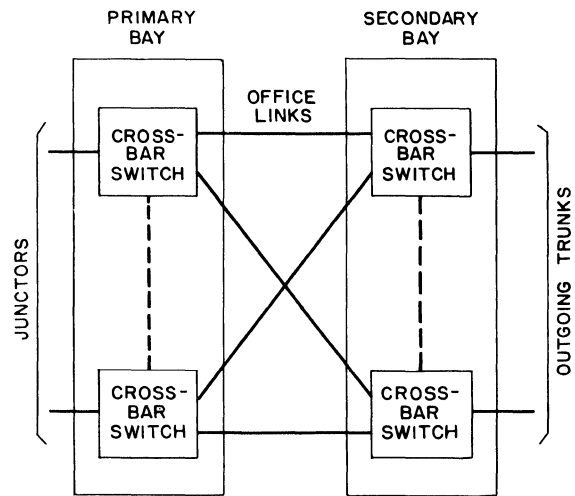 PRIMARY
BAY
SECONDARY
BAY
OFFICE
LINKS
CROSS-
BAR
SWITCH
CROSS-
BAR
SWITCH
JUNCTORS
OUTGOING TRUNKS
CROSS-
BAR
SWITCH
CROSS-
BAR
SWITCH